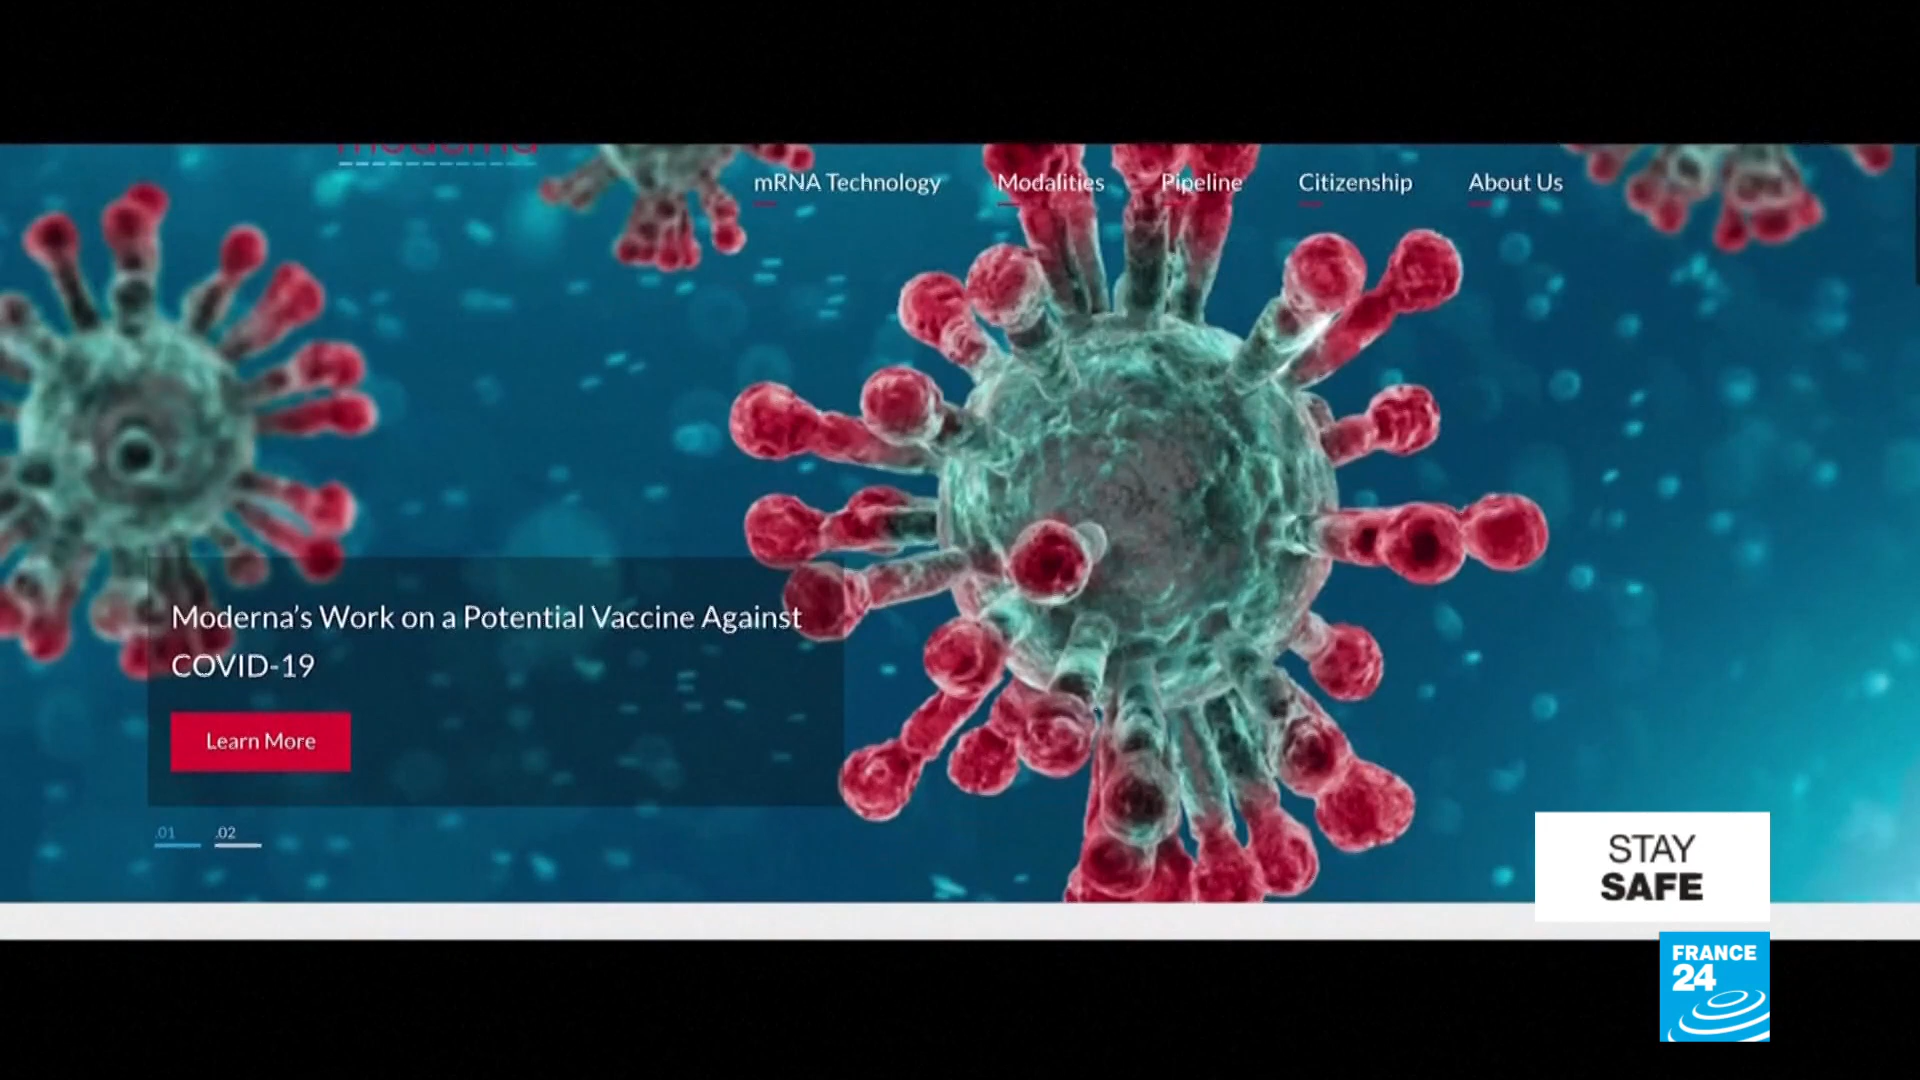 moderna
mRNA Technology
Modalities
Pipeline
Citizenship
About Us
Moderna's Work on a Potential Vaccine Against
COVID-19
Learn More
.01
.02
STAY
SAFE
FRANCE
24